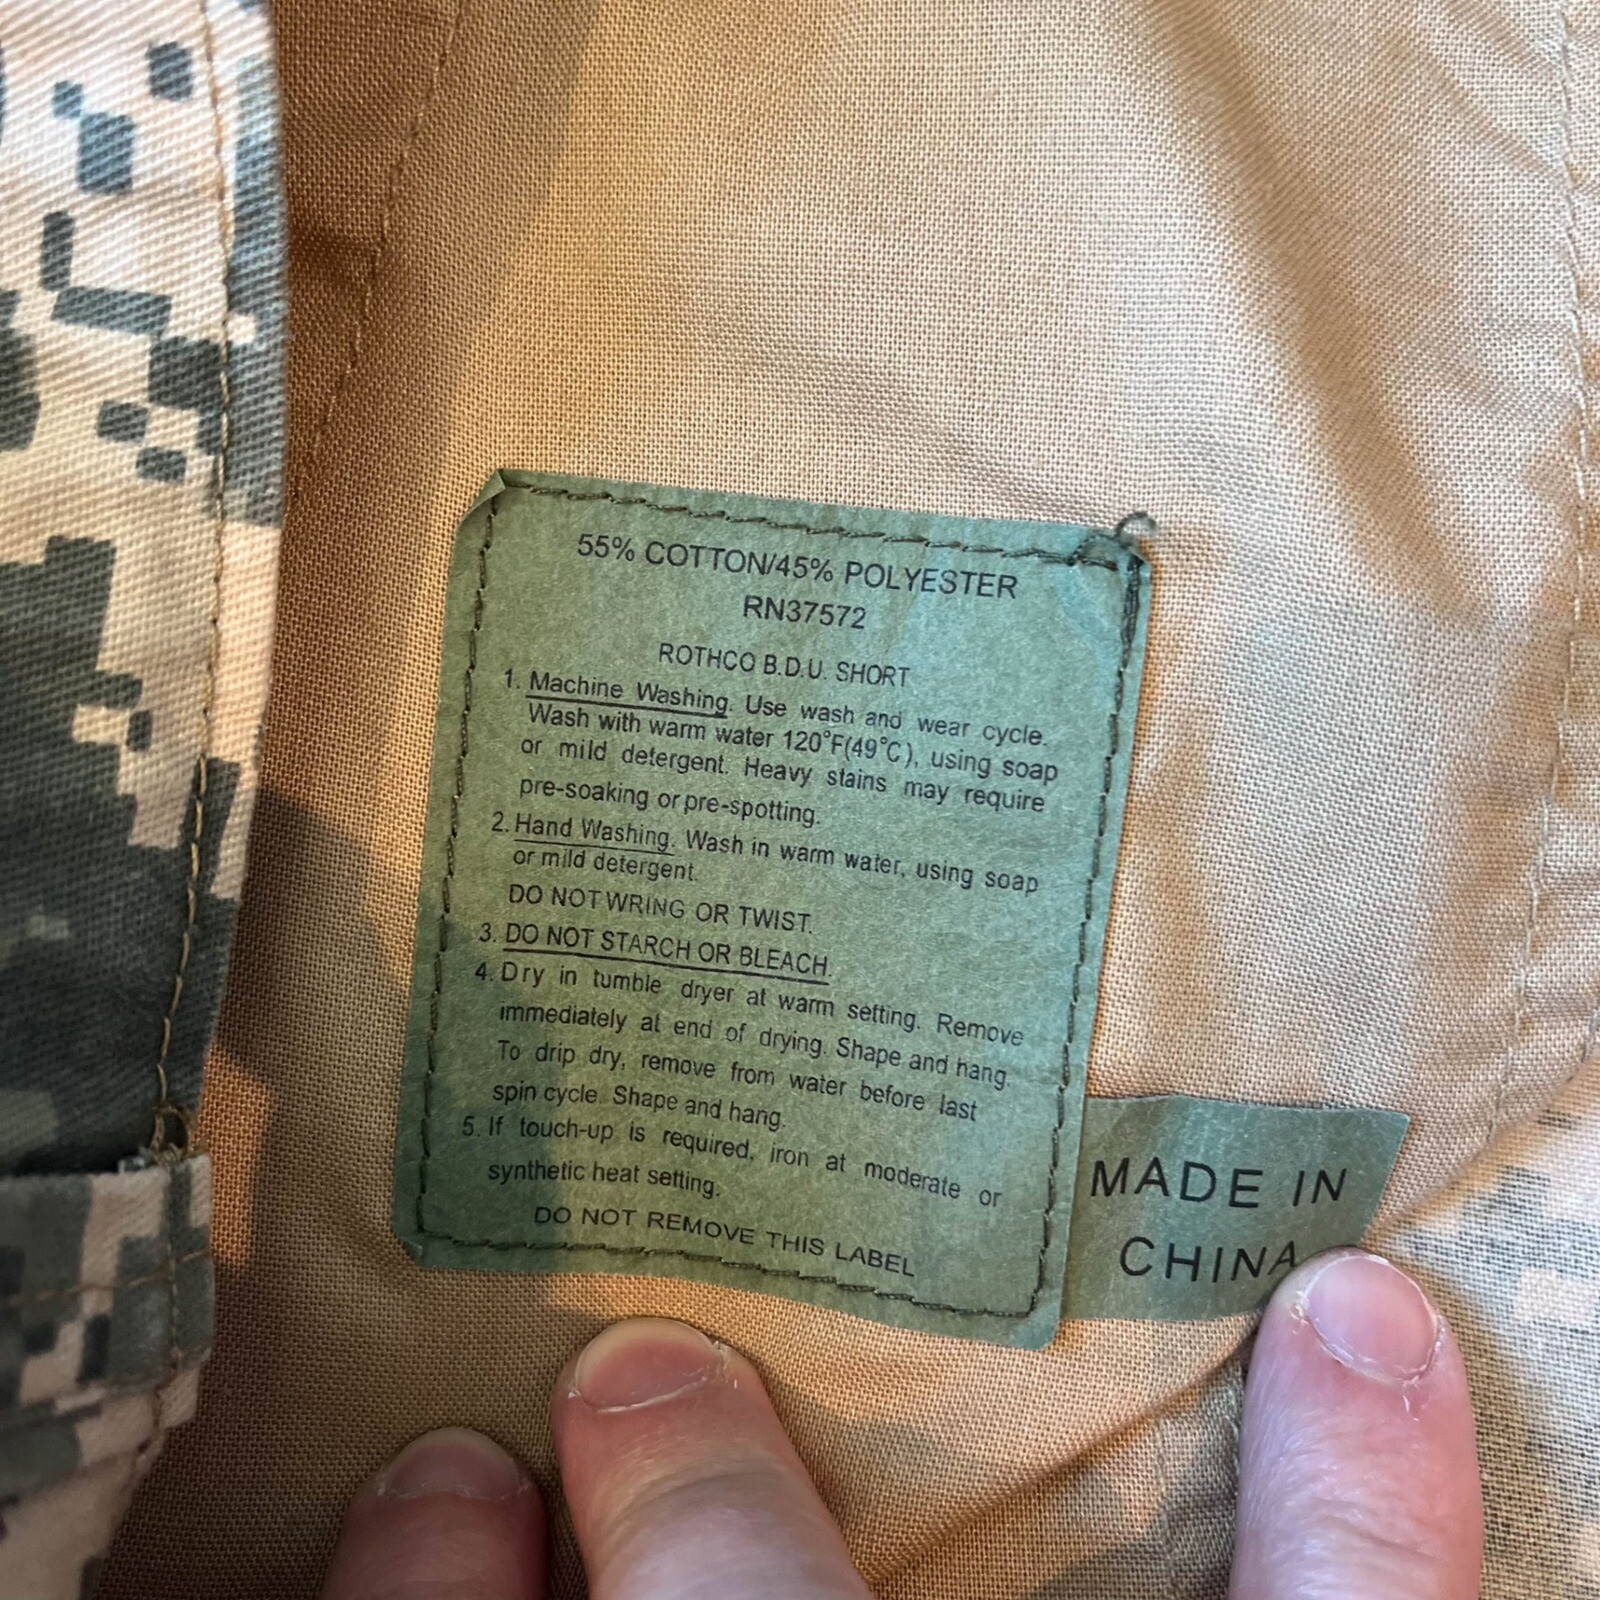 55% COTTON/45% POLYESTER
RN37572
ROTHCO B.D.U. SHORT
1. Machine Washing. Use wash and wear cycle.
Wash with warm water 120°F(49°C), using soap
or mild detergent. Heavy stains may require
pre-soaking or pre-spotting.
2. Hand Washing. Wash in warm water, using soap
or mild detergent.
DO NOT WRING OR TWIST.
3. DO NOT STARCH OR BLEACH.
4. Dry in tumble dryer at warm setting. Remove
immediately at end of drying. Shape and hang.
To drip dry, remove from water before last
spin cycle. Shape and hang.
5. If touch-up is required, iron at moderate or
synthetic heat setting.
DO NOT REMOVE THIS LABEL
MADE IN
CHINA